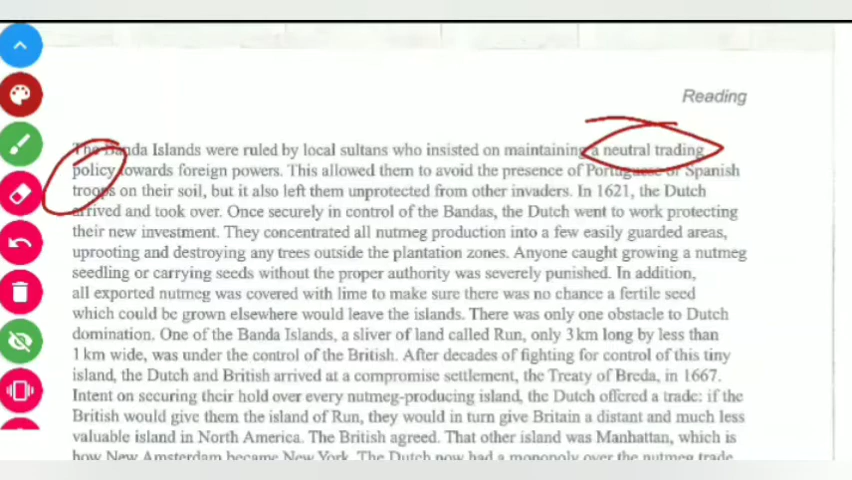 Reading
The Banda Islands were ruled by local sultans who insisted on maintaining a neutral trading
policy towards foreign powers. This allowed them to avoid the presence of Portuguese or Spanish
troops on their soil, but it also left them unprotected from other invaders. In 1621, the Dutch
arrived and took over. Once securely in control of the Bandas, the Dutch went to work protecting
their new investment. They concentrated all nutmeg production into a few easily guarded areas,
uprooting and destroying any trees outside the plantation zones. Anyone caught growing a nutmeg
seedling or carrying seeds without the proper authority was severely punished. In addition,
all exported nutmeg was covered with lime to make sure there was no chance a fertile seed
which could be grown elsewhere would leave the islands. There was only one obstacle to Dutch
domination. One of the Banda Islands, a sliver of land called Run, only 3 km long by less than
1 km wide, was under the control of the British. After decades of fighting for control of this tiny
island, the Dutch and British arrived at a compromise settlement, the Treaty of Breda, in 1667.
Intent on securing their hold over every nutmeg-producing island, the Dutch offered a trade: if the
British would give them the island of Run, they would in turn give Britain a distant and much less
valuable island in North America. The British agreed. That other island was Manhattan, which is
how New Amsterdam became New York. The Dutch now had a monopoly over the nutmeg trade